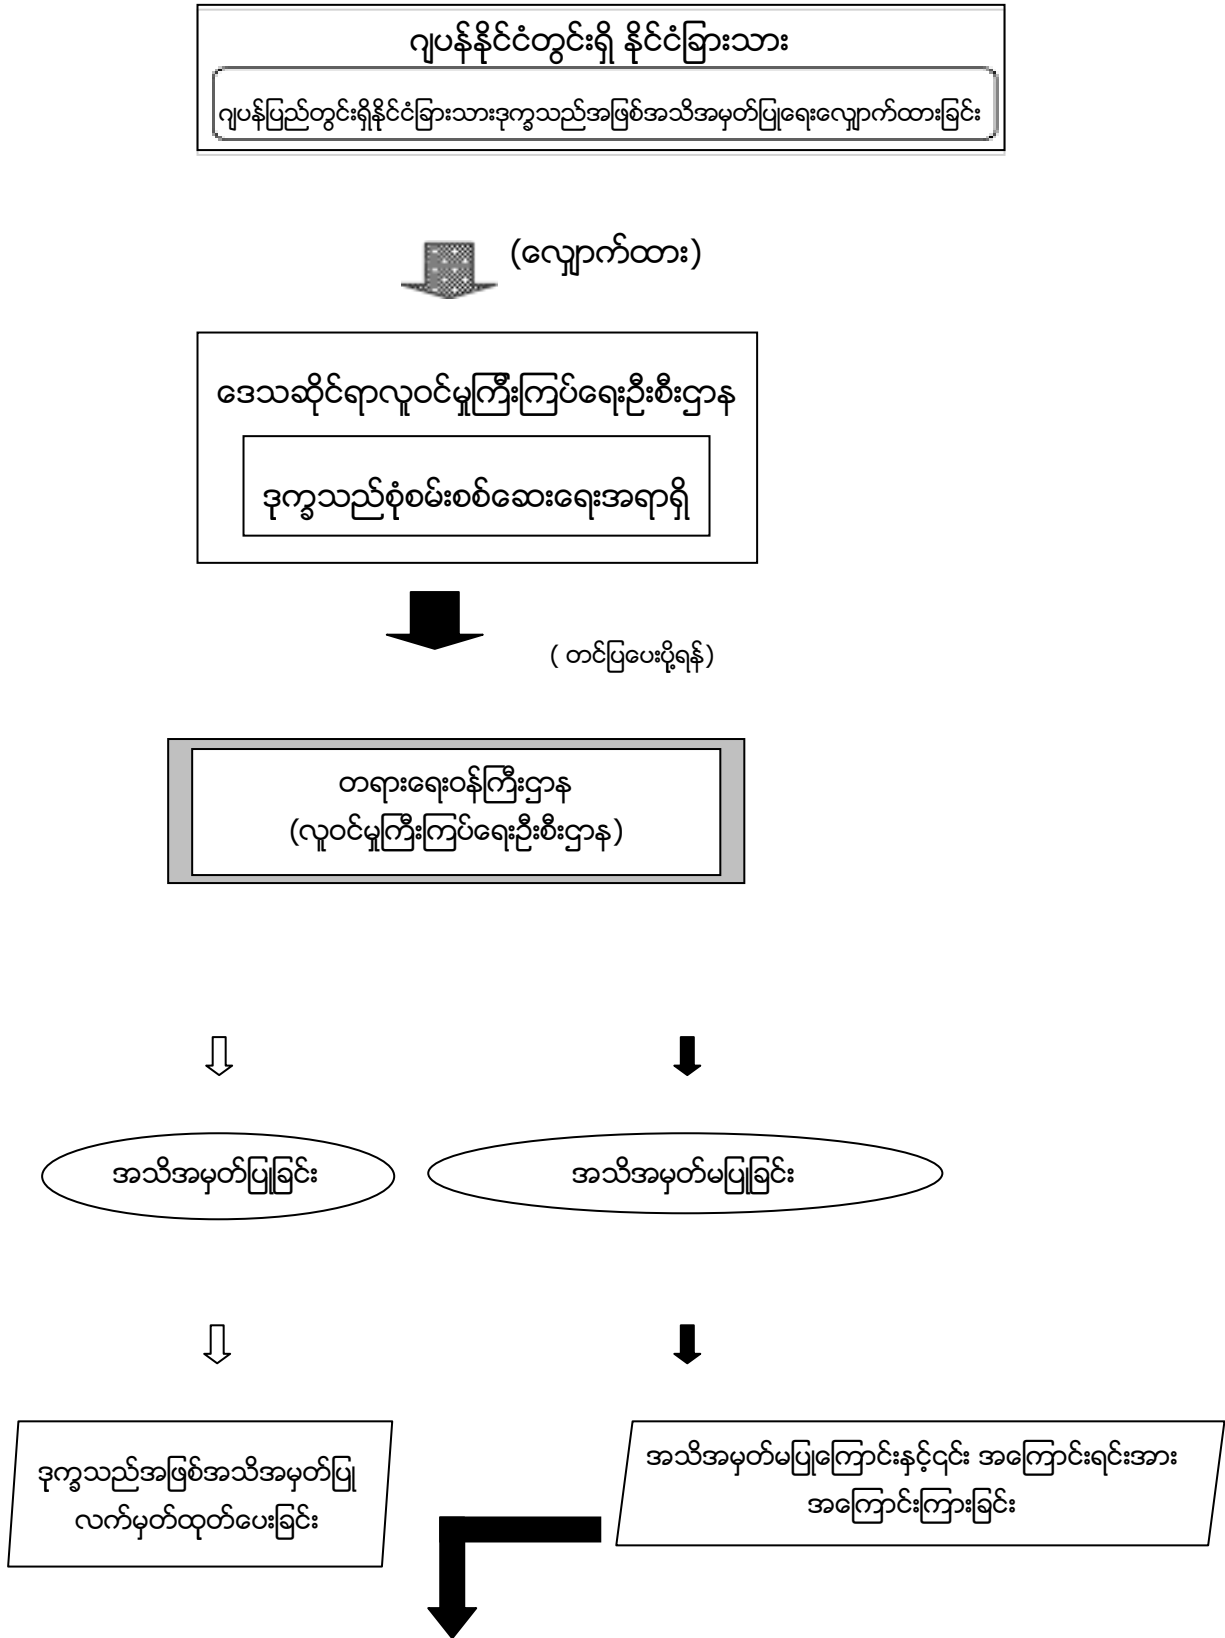 ဂျပန်နိုင်ငံတွင်းရှိ နိုင်ငံခြားသား
ဂျပန်ပြည်တွင်းရှိနိုင်ငံခြားသားဒုက္ခသည်အဖြစ်အသိအမှတ်ပြုရေးလျှောက်ထားခြင်း
(လျှောက်ထား)
ဒေသဆိုင်ရာလူဝင်မှုကြီးကြပ်ရေးဦးစီးဌာန
ဒုက္ခသည်စုံစမ်းစစ်ဆေးရေးအရာရှိ
( တင်ပြပေးပို့ရန်)
တရားရေးဝန်ကြီးဌာန
(လူဝင်မှုကြီးကြပ်ရေးဦးစီးဌာန)
အသိအမှတ်ပြုခြင်း
အသိအမှတ်မပြုခြင်း
ဒုက္ခသည်အဖြစ်အသိအမှတ်ပြု
လက်မှတ်ထုတ်ပေးခြင်း
အသိအမှတ်မပြုကြောင်းနှင့်၎င်း အကြောင်းရင်းအား
အကြောင်းကြားခြင်း